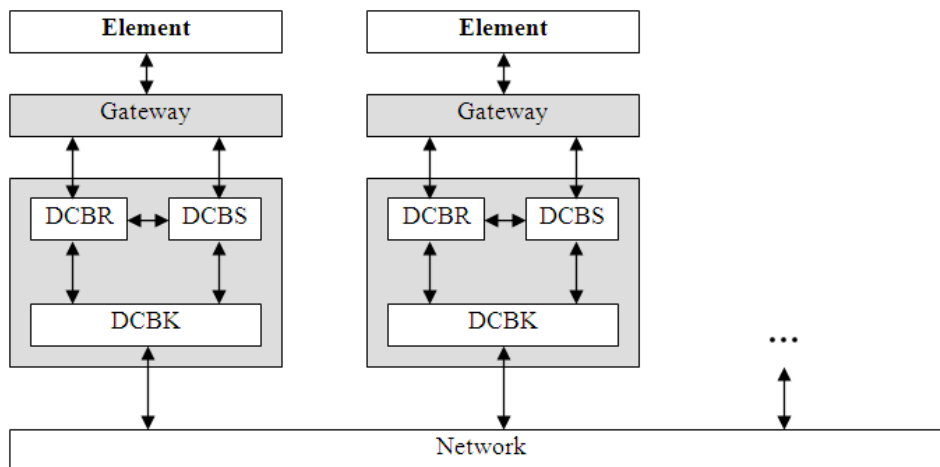 Element Element
Gateway Gateway
DCBR DCBS DCBR DCBS
DCBK DCBK
...
Network